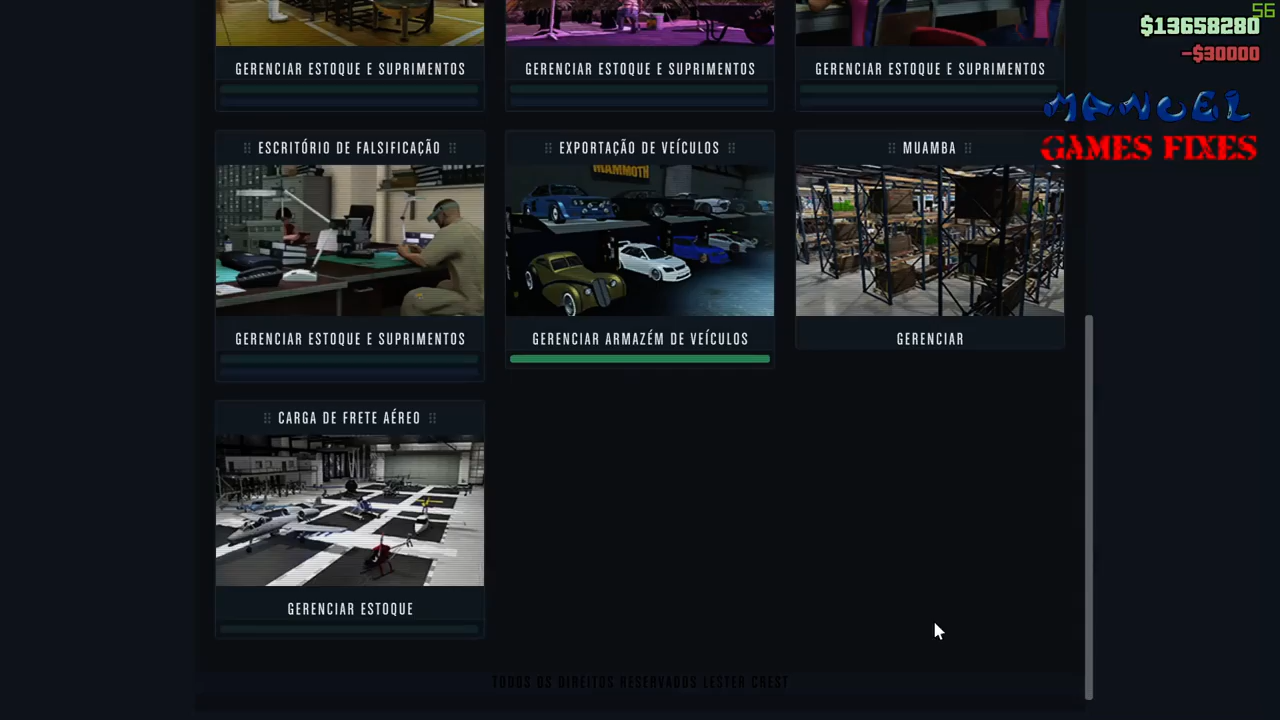 56
$13658280
-$30000
MANUEL
GAMES FIXES
GERENCIAR ESTOQUE E SUPRIMENTOS
GERENCIAR ESTOQUE E SUPRIMENTOS
GERENCIAR ESTOQUE E SUPRIMENTOS
ESCRITÓRIO DE FALSIFICAÇÃO
EXPORTAÇÃO DE VEÍCULOS
MUAMBA
MAMMOTH
GERENCIAR ESTOQUE E SUPRIMENTOS
GERENCIAR ARMAZÉM DE VEÍCULOS
GERENCIAR
CARGA DE FRETE AÉREO
GERENCIAR ESTOQUE
TODOS OS DIREITOS RESERVADOS LESTER CREST